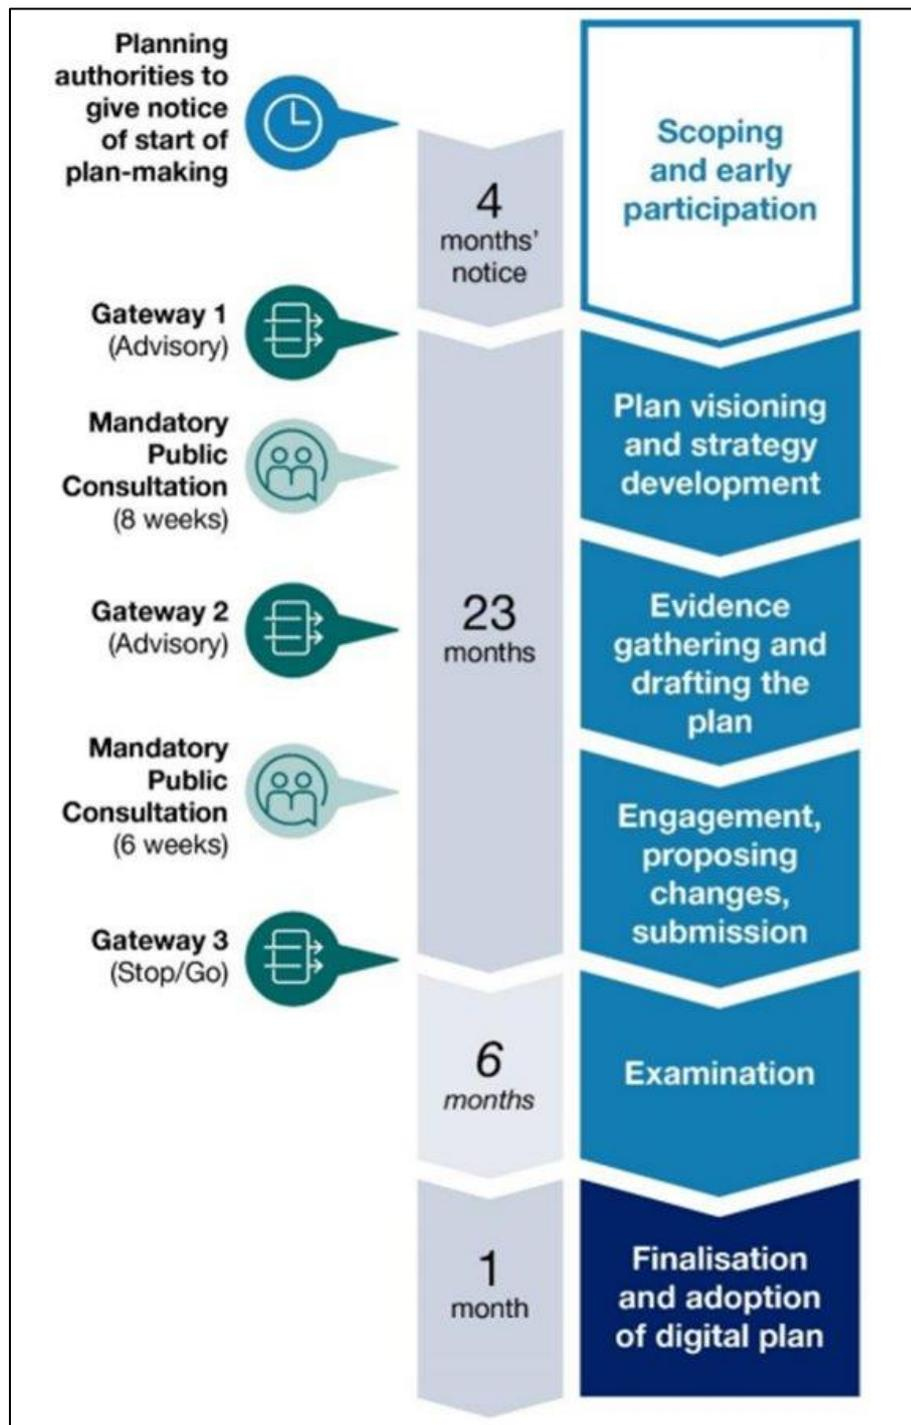 Planning
authorities to
give notice
of start of
plan-making
4
months'
notice
Scoping
and early
participation
Gateway 1
(Advisory)
Plan visioning
and strategy
development
Mandatory
Public
Consultation
(8 weeks)
23
months
Gateway 2
(Advisory)
Evidence
gathering and
drafting the
plan
Mandatory
Public
Consultation
(6 weeks)
Engagement,
proposing
changes,
submission
Gateway 3
(Stop/Go)
6
months
Examination
1
month
Finalisation
and adoption
of digital plan